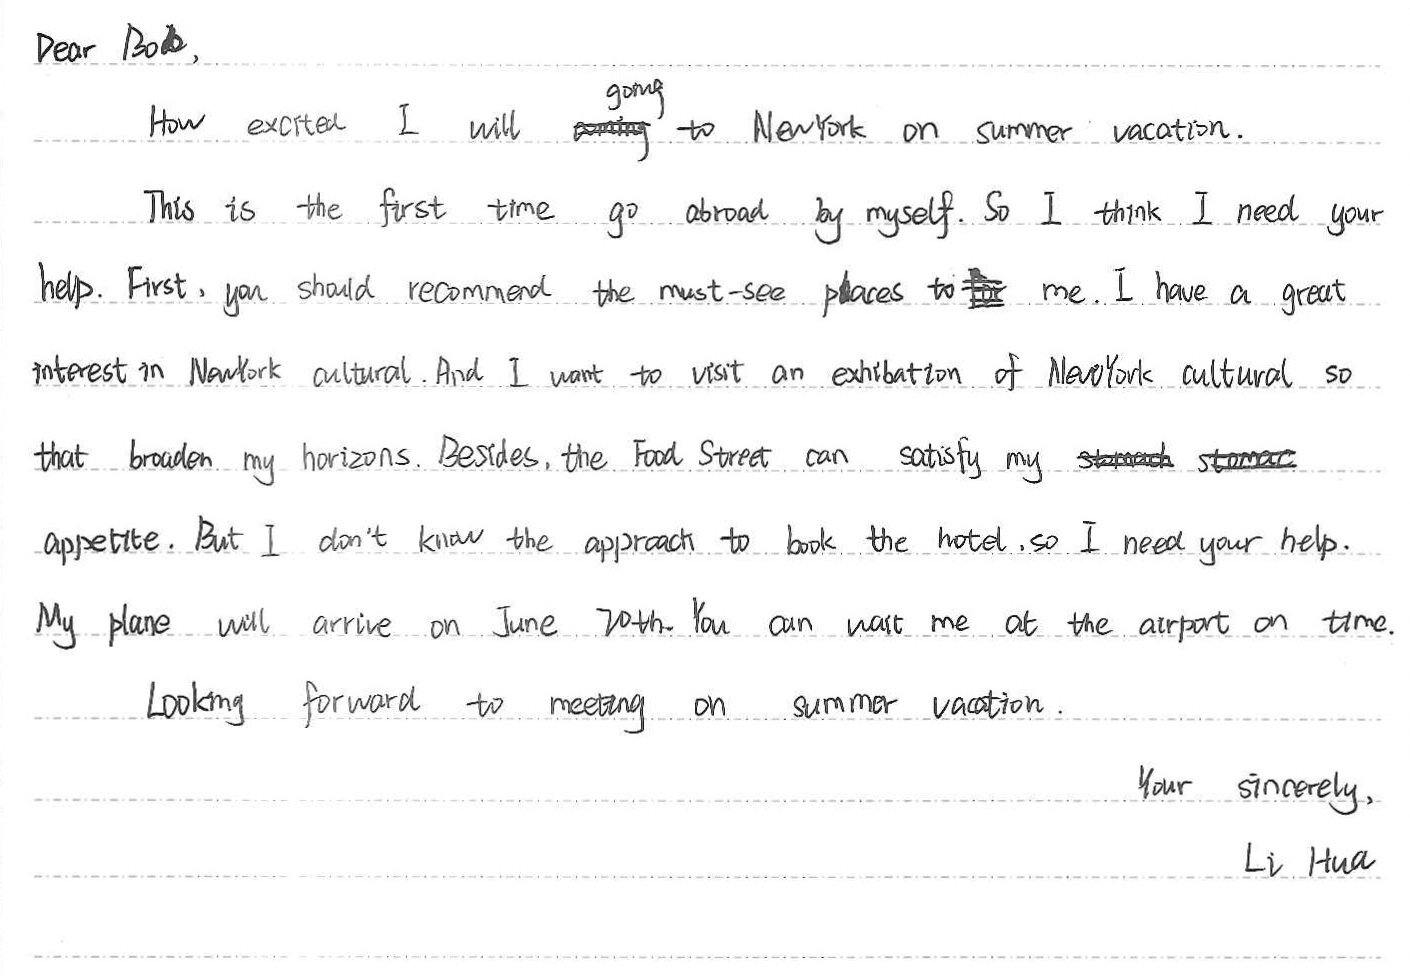 Dear Bob,
How excited I will going to NewYork on summer vacation.
This is the first time go abroad by myself. So I think I need your
help. First, you should recommend the must-see places to me. I have a great
interest in NewYork cultural. And I want to visit an exhibation of NewYork cultural so
that broaden my horizons. Besides, the Food Street can satisfy my
appetite. But I don't know the approach to book the hotel, so I need your help.
My plane will arrive on June 20th. You can wait me at the airport on time.
Looking forward to meeting on summer vacation.
Your sincerely,
Li Hua